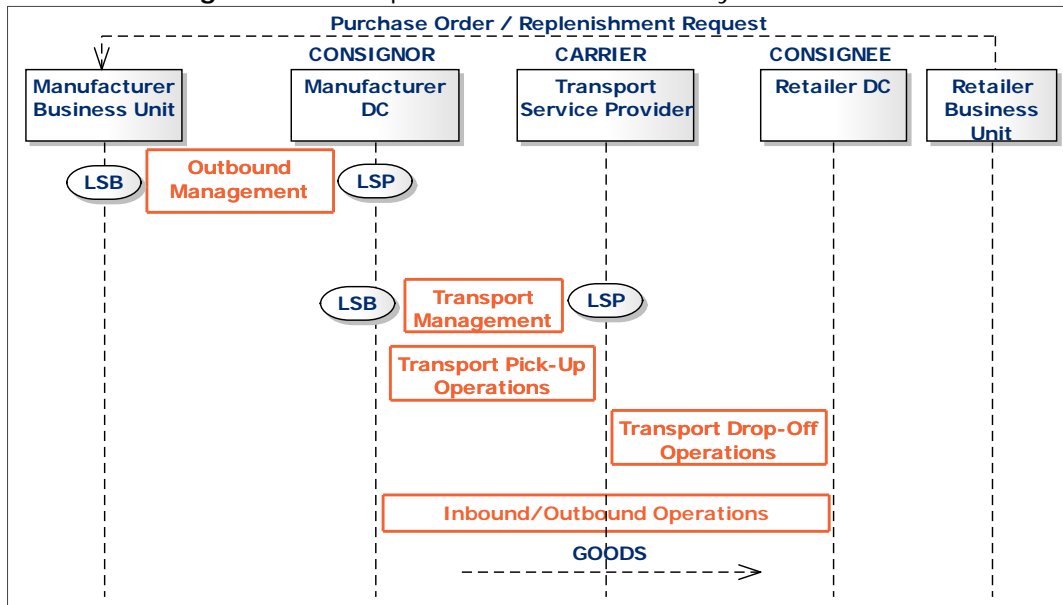 Purchase Order / Replenishment Request
CONSIGNOR
CARRIER
CONSIGNEE
Manufacturer
Business Unit
Manufacturer
DC
Transport
Service Provider
Retailer DC
Retailer
Business
Unit
LSB
Outbound
Management
LSP
LSB
Transport
Management
LSP
Transport Pick-Up
Operations
Transport Drop-Off
Operations
Inbound/Outbound Operations
GOODS